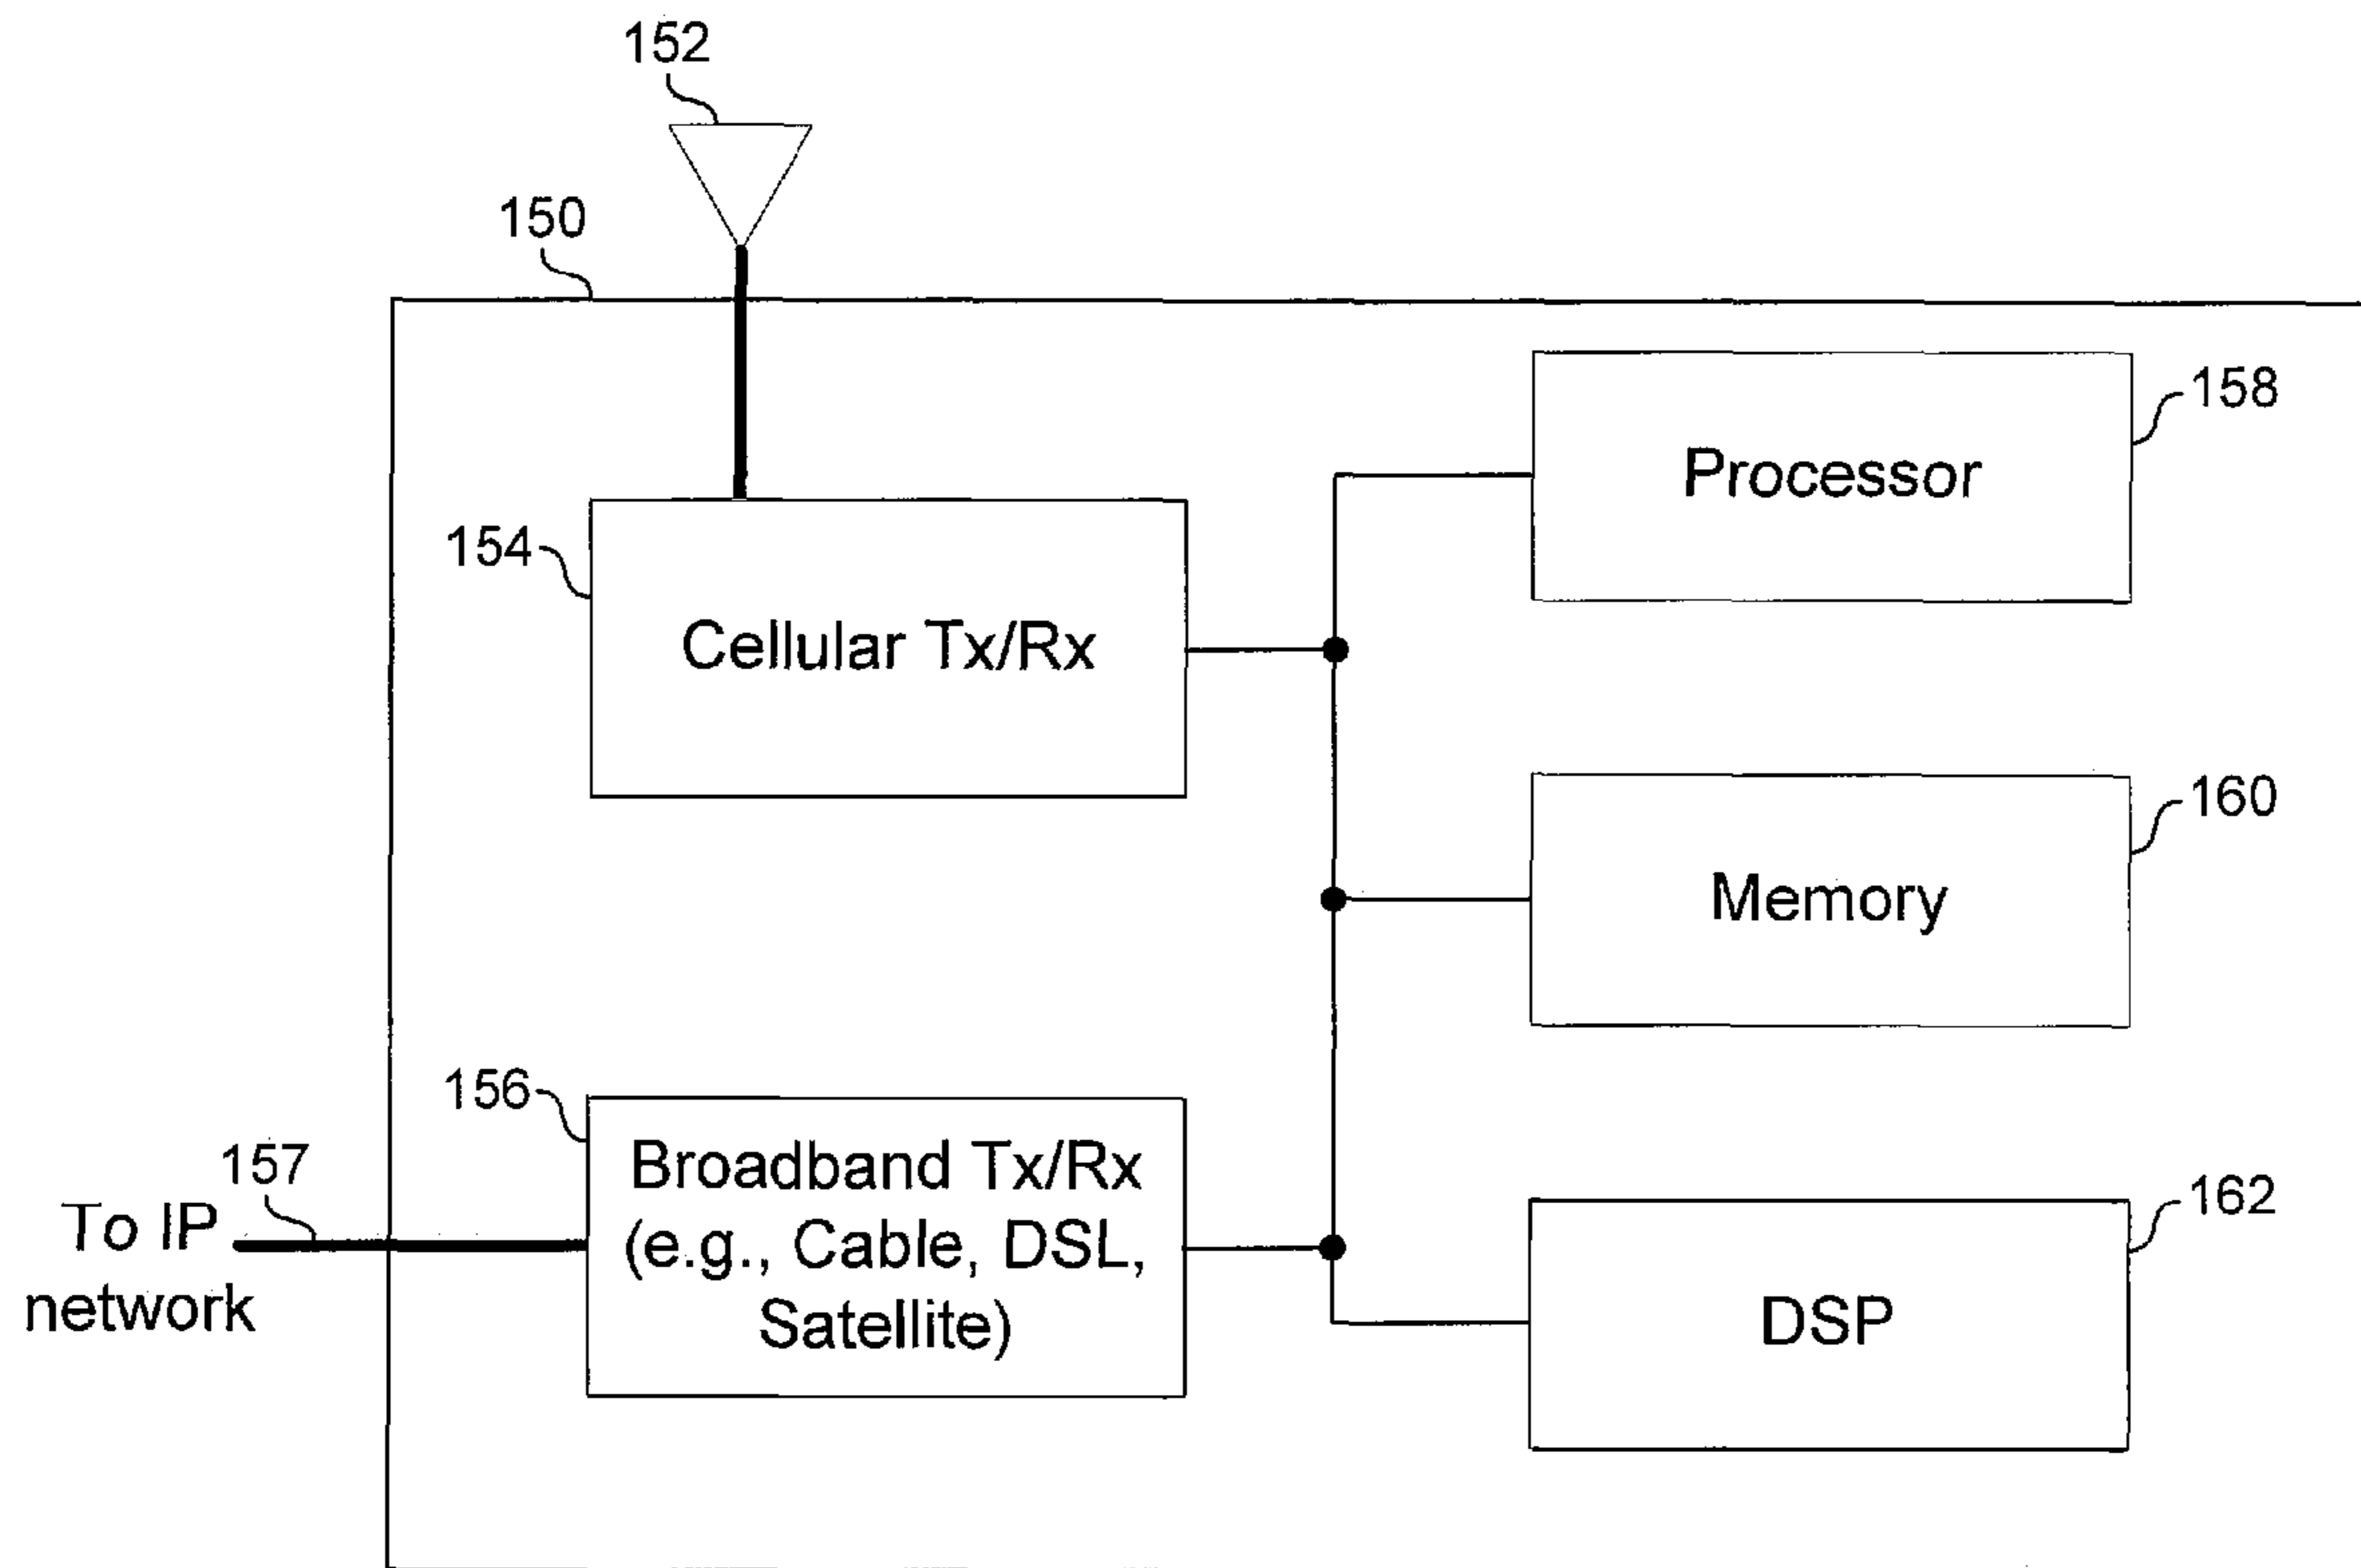 152
150
158
Processor
154
Cellular Tx/Rx
160
Memory
156
Broadband Tx/Rx
(e.g., Cable, DSL,
Satellite)
157
To IP
network
162
DSP